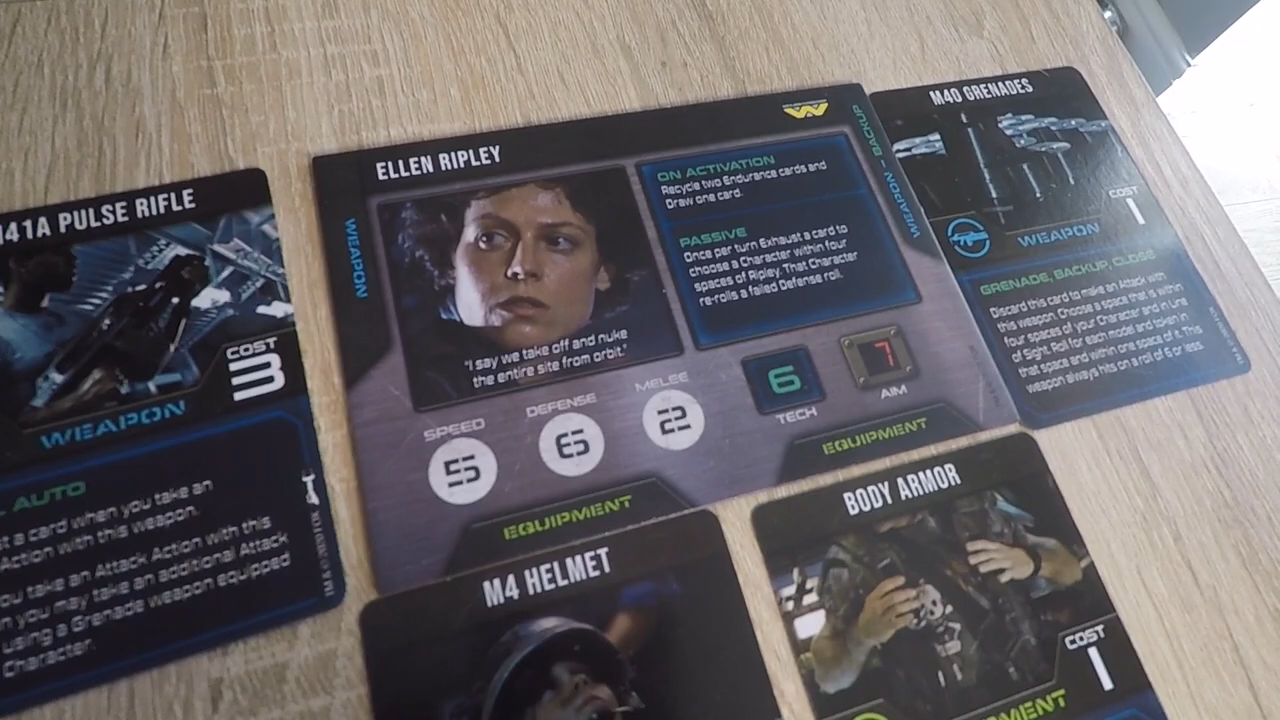 41A PULSE RIFLE
COST
3
WEAPON
AUTO
a card when you take an
Action with this weapon.
you take an Attack Action with this
you may take an additional Attack
using a Grenade weapon equipped
Character.
ELLEN RIPLEY
WEAPON
"I say we take off and nuke
the entire site from orbit."
ON ACTIVATION
Recycle two Endurance cards and
Draw one card.
PASSIVE
Once per turn Exhaust a card to
choose a Character within four
spaces of Ripley. That Character
re-rolls a failed Defense roll.
WEAPON – BACKUP
SPEED
5
DEFENSE
6
MELEE
2
6
TECH
7
AIM
EQUIPMENT
EQUIPMENT
M40 GRENADES
COST
1
WEAPON
GRENADE, BACKUP, CLOSE
Discard this card to make an Attack with
this weapon. Choose a space that is within
four spaces of your Character and in Line
of Sight. Roll for each model and token in
that space and within one space of it. This
weapon always hits on a roll of 6 or less
M4 HELMET
BODY ARMOR
COST
1